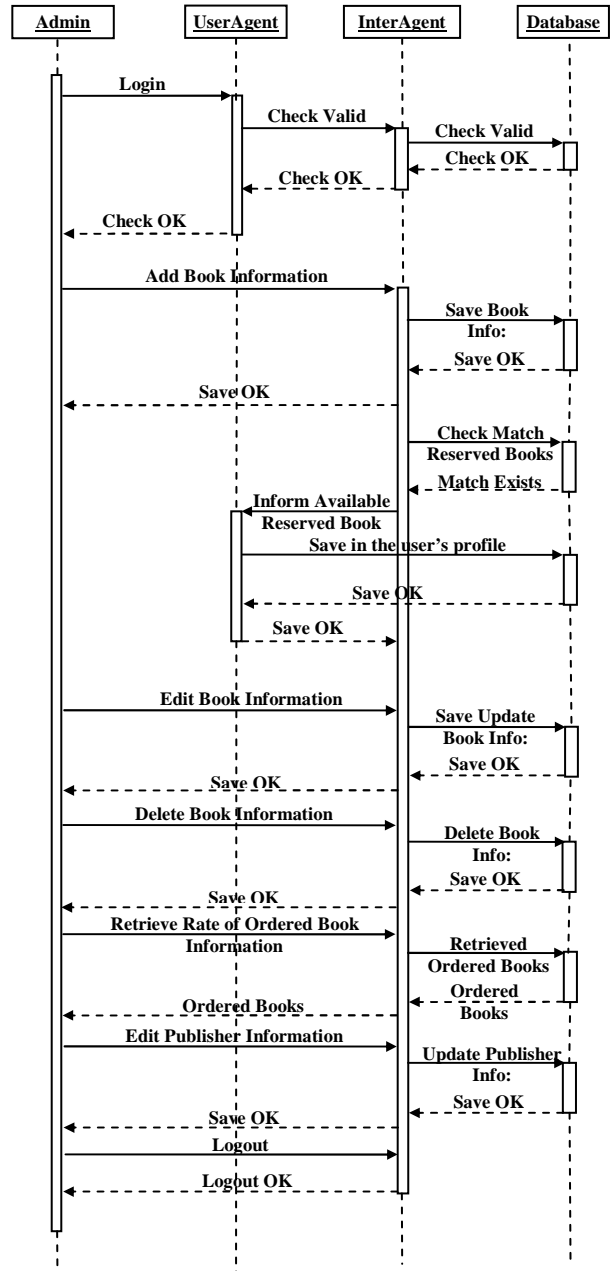 Admin
UserAgent
InterAgent
Database
Login
Check Valid
Check Valid
Check OK
Check OK
Check OK
Add Book Information
Save Book
Info:
Save OK
Save OK
Check Match
Reserved Books
Match Exists
Inform Available
Reserved Book
Save in the user’s profile
Save OK
Save OK
Edit Book Information
Save Update
Book Info:
Save OK
Save OK
Delete Book Information
Delete Book
Info:
Save OK
Save OK
Retrieve Rate of Ordered Book
Information
Retrieved
Ordered Books
Ordered
Books
Ordered Books
Edit Publisher Information
Update Publisher
Info:
Save OK
Save OK
Logout
Logout OK